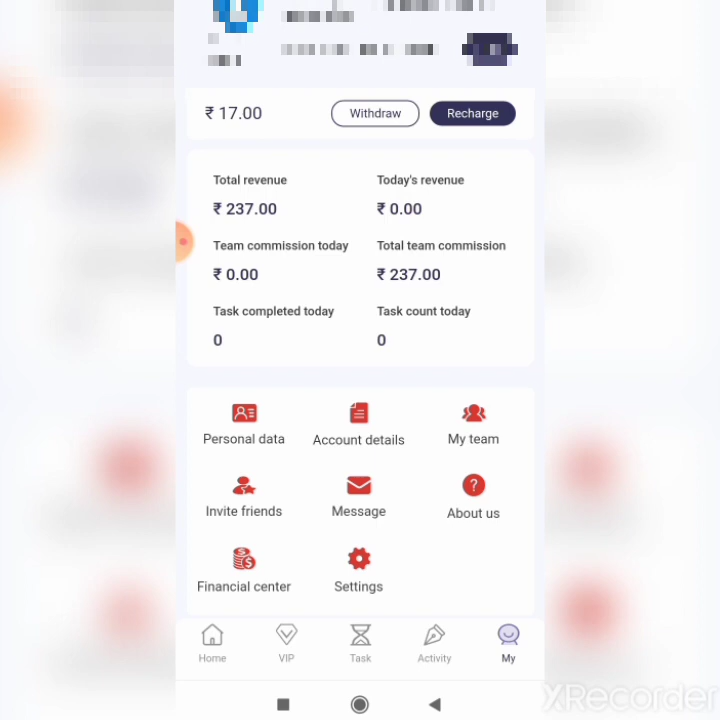 ₹ 17.00 Withdraw Recharge
Total revenue Today's revenue
₹ 237.00 ₹ 0.00
Team commission today Total team commission
₹ 0.00 ₹ 237.00
Task completed today Task count today
0 0
Personal data Account details My team
Invite friends Message About us
Financial center Settings
Home VIP Task Activity My
XRecorder